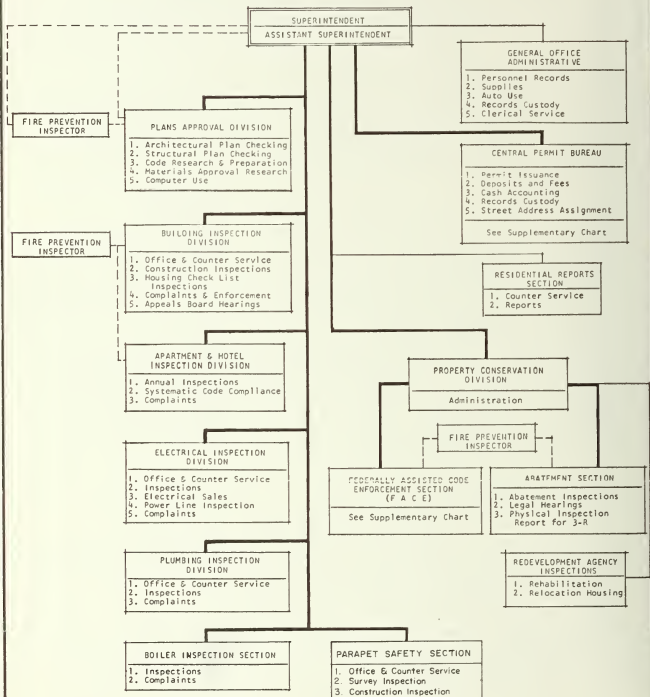 SUPERINTENDENT
ASSISTANT SUPERINTENDENT
GENERAL OFFICE
ADMINISTRATIVE
1. Personnel Records
2. Supplies
3. Auto Use
4. Records Custody
5. Clerical Service
FIRE PREVENTION
INSPECTOR
PLANS APPROVAL DIVISION
1. Architectural Plan Checking
2. Structural Plan Checking
3. Code Research & Preparation
4. Materials Approval Research
5. Computer Use
CENTRAL PERMIT BUREAU
1. Permit Issuance
2. Deposits and Fees
3. Cash Accounting
4. Records Custody
5. Street Address Assignment
See Supplementary Chart
FIRE PREVENTION
INSPECTOR
BUILDING INSPECTION
DIVISION
1. Office & Counter Service
2. Construction Inspections
3. Housing Check List
Inspections
4. Complaints & Enforcement
5. Appeals Board Hearings
RESIDENTIAL REPORTS
SECTION
1. Counter Service
2. Reports
APARTMENT & HOTEL
INSPECTION DIVISION
1. Annual Inspections
2. Systematic Code Compliance
3. Complaints
PROPERTY CONSERVATION
DIVISION
Administration
FIRE PREVENTION
INSPECTOR
ELECTRICAL INSPECTION
DIVISION
1. Office & Counter Service
2. Inspections
3. Electrical Sales
4. Power Line Inspection
5. Complaints
FEDERALLY ASSISTED CODE
ENFORCEMENT SECTION
(F A C E)
See Supplementary Chart
ABATEMENT SECTION
1. Abatement Inspections
2. Legal Hearings
3. Physical Inspection
Report for 3-R
PLUMBING INSPECTION
DIVISION
1. Office & Counter Service
2. Inspections
3. Complaints
REDEVELOPMENT AGENCY
INSPECTIONS
1. Rehabilitation
2. Relocation Housing
BOILER INSPECTION SECTION
1. Inspections
2. Complaints
PARAPET SAFETY SECTION
1. Office & Counter Service
2. Survey Inspection
3. Construction Inspection